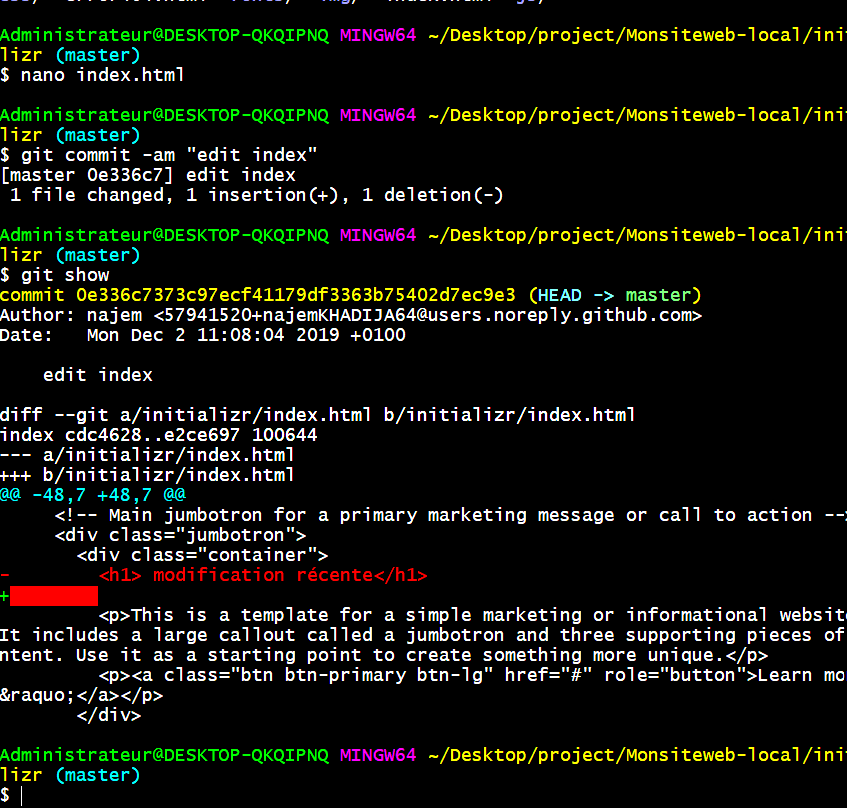 Administrateur@DESKTOP-QKQIPNQ MINGW64 ~/Desktop/project/Monsiteweb-local/ini
lizr (master)
$ nano index.html
Administrateur@DESKTOP-QKQIPNQ MINGW64 ~/Desktop/project/Monsiteweb-local/ini
lizr (master)
$ git commit -am "edit index"
[master 0e336c7] edit index
1 file changed, 1 insertion(+), 1 deletion(-)
Administrateur@DESKTOP-QKQIPNQ MINGW64 ~/Desktop/project/Monsiteweb-local/ini
lizr (master)
$ git show
commit 0e336c7373c97ecf41179df3363b75402d7ec9e3 (HEAD -> master)
Author: najem <57941520+najemKHADIJA64@users.noreply.github.com>
Date:   Mon Dec 2 11:08:04 2019 +0100
edit index
diff --git a/initializr/index.html b/initializr/index.html
index cdc4628..e2ce697 100644
--- a/initializr/index.html
+++ b/initializr/index.html
@@ -48,7 +48,7 @@
<!-- Main jumbotron for a primary marketing message or call to action --
<div class="jumbotron">
<div class="container">
-        <h1> modification récente</h1>
+
<p>This is a template for a simple marketing or informational website
It includes a large callout called a jumbotron and three supporting pieces of
ntent. Use it as a starting point to create something more unique.</p>
<p><a class="btn btn-primary btn-lg" href="#" role="button">Learn mo
&raquo;</a></p>
</div>
Administrateur@DESKTOP-QKQIPNQ MINGW64 ~/Desktop/project/Monsiteweb-local/ini
lizr (master)
$